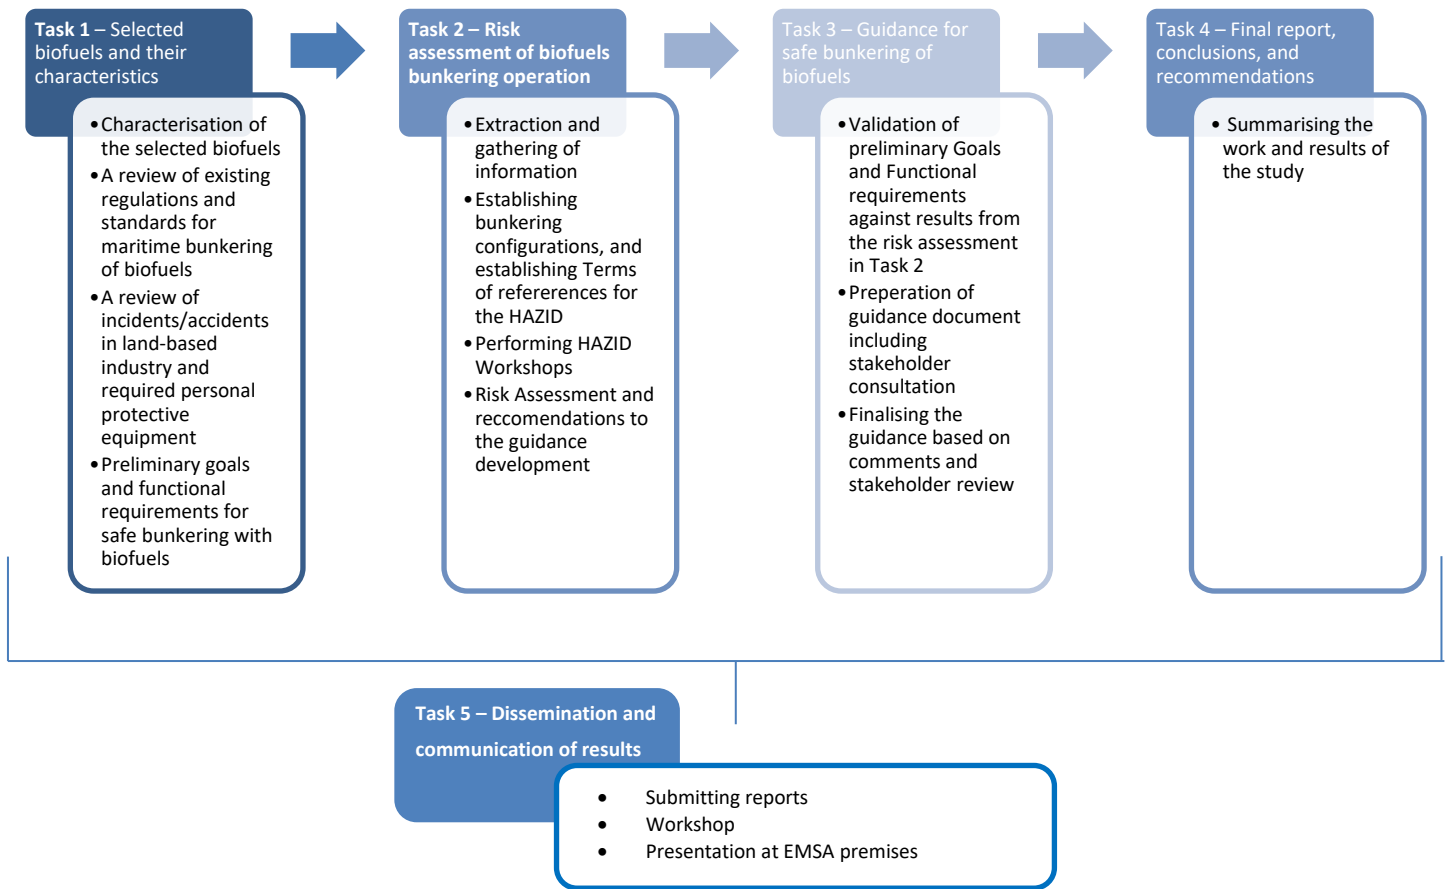 Task 1 – Selected
biofuels and their
characteristics
•Characterisation of
the selected biofuels
•A review of existing
regulations and
standards for
maritime bunkering
of biofuels
•A review of
incidents/accidents
in land-based
industry and
required personal
protective
equipment
•Preliminary goals
and functional
requirements for
safe bunkering with
biofuels
Task 2 – Risk
assessment of biofuels
bunkering operation
•Extraction and
gathering of
information
•Establishing
bunkering
configurations, and
establishing Terms
of refererences for
the HAZID
•Performing HAZID
Workshops
•Risk Assessment and
reccomendations to
the guidance
development
Task 3 – Guidance for
safe bunkering of
biofuels
•Validation of
preliminary Goals
and Functional
requirements
against results from
the risk assessment
in Task 2
•Preperation of
guidance document
including
stakeholder
consultation
•Finalising the
guidance based on
comments and
stakeholder review
Task 4 – Final report,
conclusions, and
recommendations
• Summarising the
work and results of
the study
Task 5 – Dissemination and
communication of results
• Submitting reports
• Workshop
• Presentation at EMSA premises